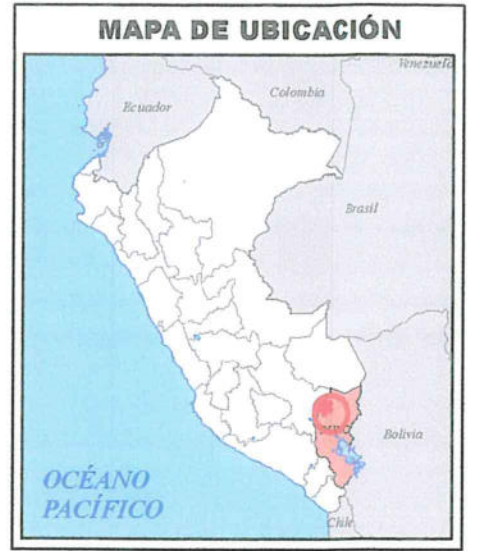 MAPA DE UBICACIÓN
Venezuela
Colombia
Ecuador
Brasil
Bolivia
OCÉANO
PACÍFICO
Chile